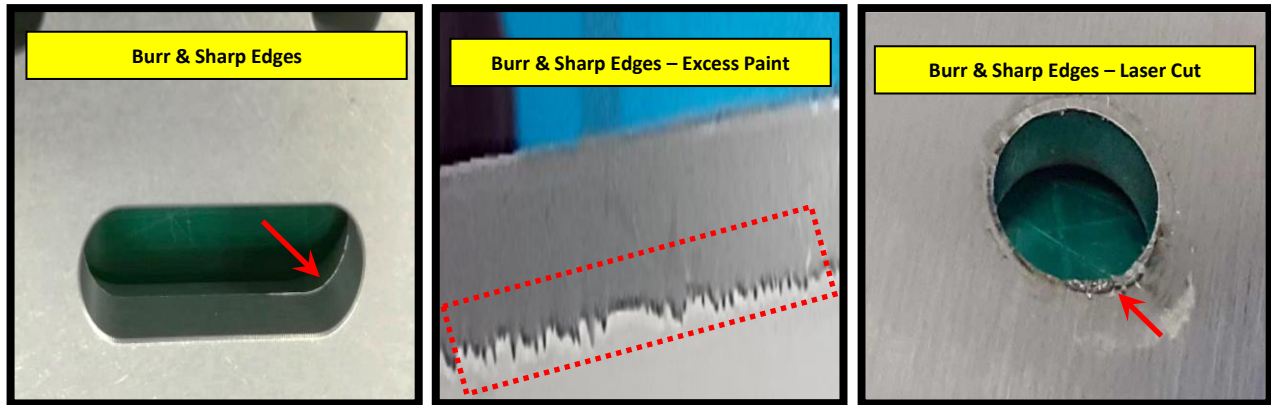 Burr & Sharp Edges
Burr & Sharp Edges – Excess Paint
Burr & Sharp Edges – Laser Cut